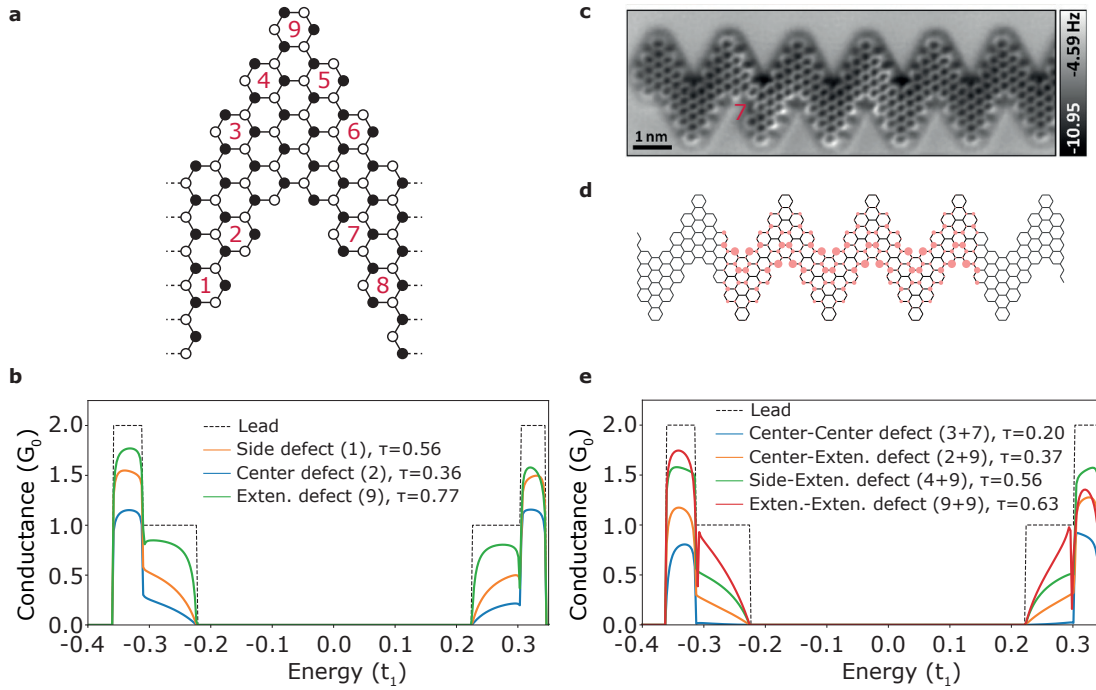 a
9
4 5
3 6
2 7
1 8
c
7
1 nm
-4.59 Hz
-10.95
d
b
Conductance (G0)
2.0
1.5
1.0
0.5
0.0
Lead
Side defect (1), τ=0.56
Center defect (2), τ=0.36
Exten. defect (9), τ=0.77
-0.4 -0.3 -0.2 -0.1 0.0 0.1 0.2 0.3
Energy (t1)
e
Conductance (G0)
2.0
1.5
1.0
0.5
0.0
Lead
Center-Center defect (3+7), τ=0.20
Center-Exten. defect (2+9), τ=0.37
Side-Exten. defect (4+9), τ=0.56
Exten.-Exten. defect (9+9), τ=0.63
-0.4 -0.3 -0.2 -0.1 0.0 0.1 0.2 0.3
Energy (t1)